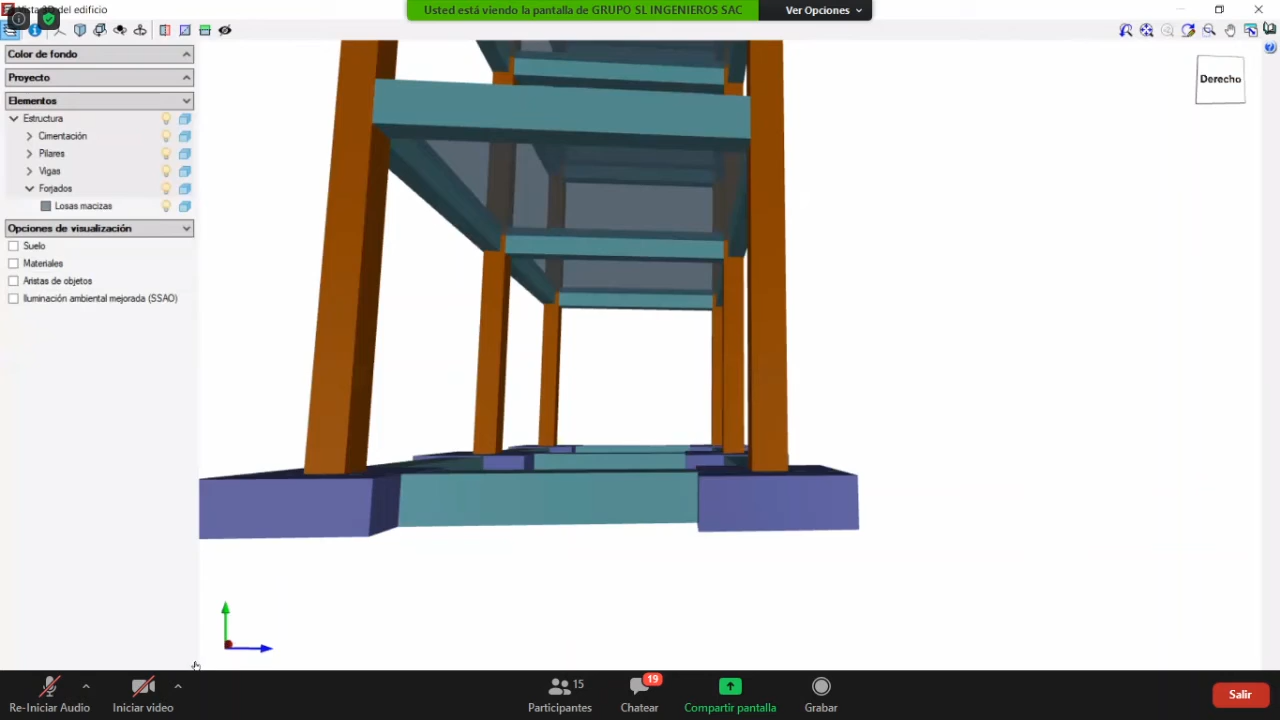 Vista 3D del edificio
Usted está viendo la pantalla de GRUPO SL INGENIEROS SAC
Ver Opciones
Color de fondo
Proyecto
Elementos
Estructura
Cimentación
Pilares
Vigas
Forjados
Losas macizas
Opciones de visualización
Suelo
Materiales
Aristas de objetos
Iluminación ambiental mejorada (SSAO)
Derecho
Re-Iniciar Audio
Iniciar video
15
Participantes
19
Chatear
Compartir pantalla
Grabar
Salir